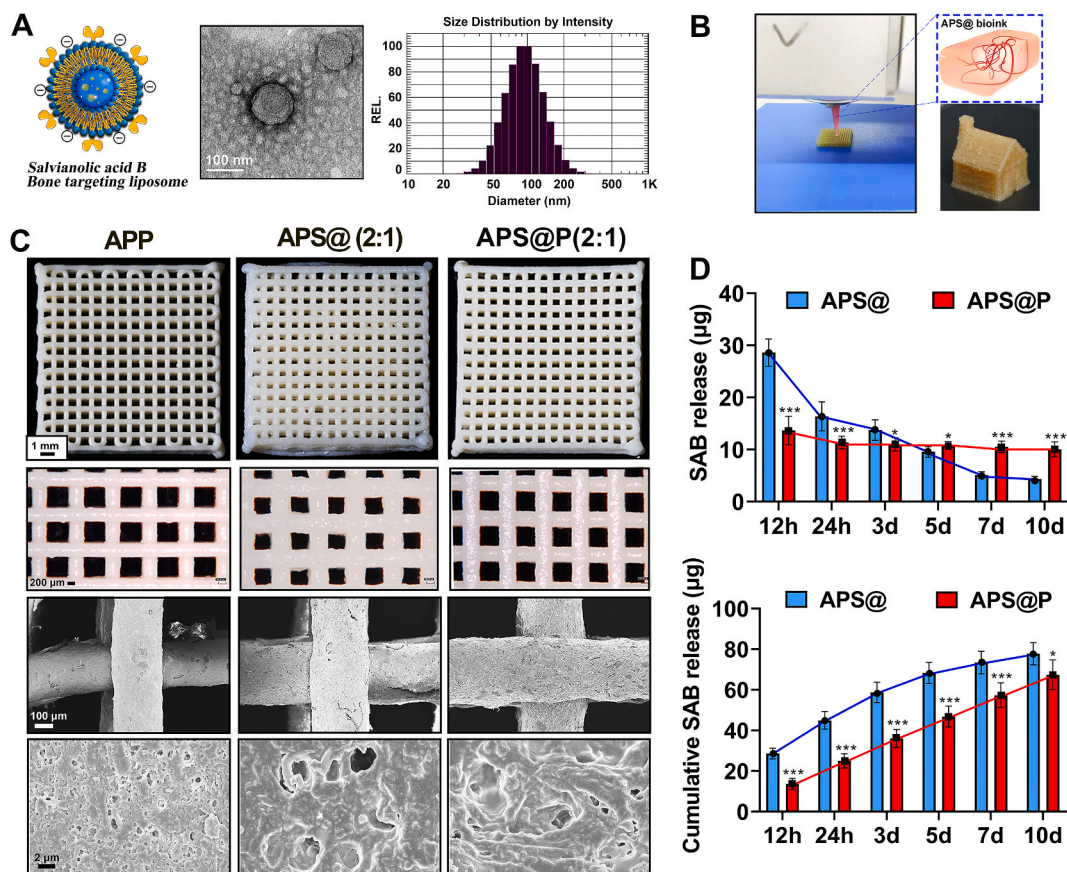 A
Salvianolic acid B
Bone targeting liposome
100 nm
Size Distribution by Intensity
REL.
100
80
60
40
20
0
10 20 50 100 200 500 1K
Diameter (nm)
B
APS@ bioink
C
APP
APS@ (2:1)
APS@P(2:1)
1 mm
200 μm
100 μm
2 μm
D
APS@ APS@P
SAB release (μg)
40
30
20
10
0
*** *** * * *** ***
12h 24h 3d 5d 7d 10d
APS@ APS@P
Cumulative SAB release (μg)
100
80
60
40
20
0
*** *** *** *** *** *
12h 24h 3d 5d 7d 10d